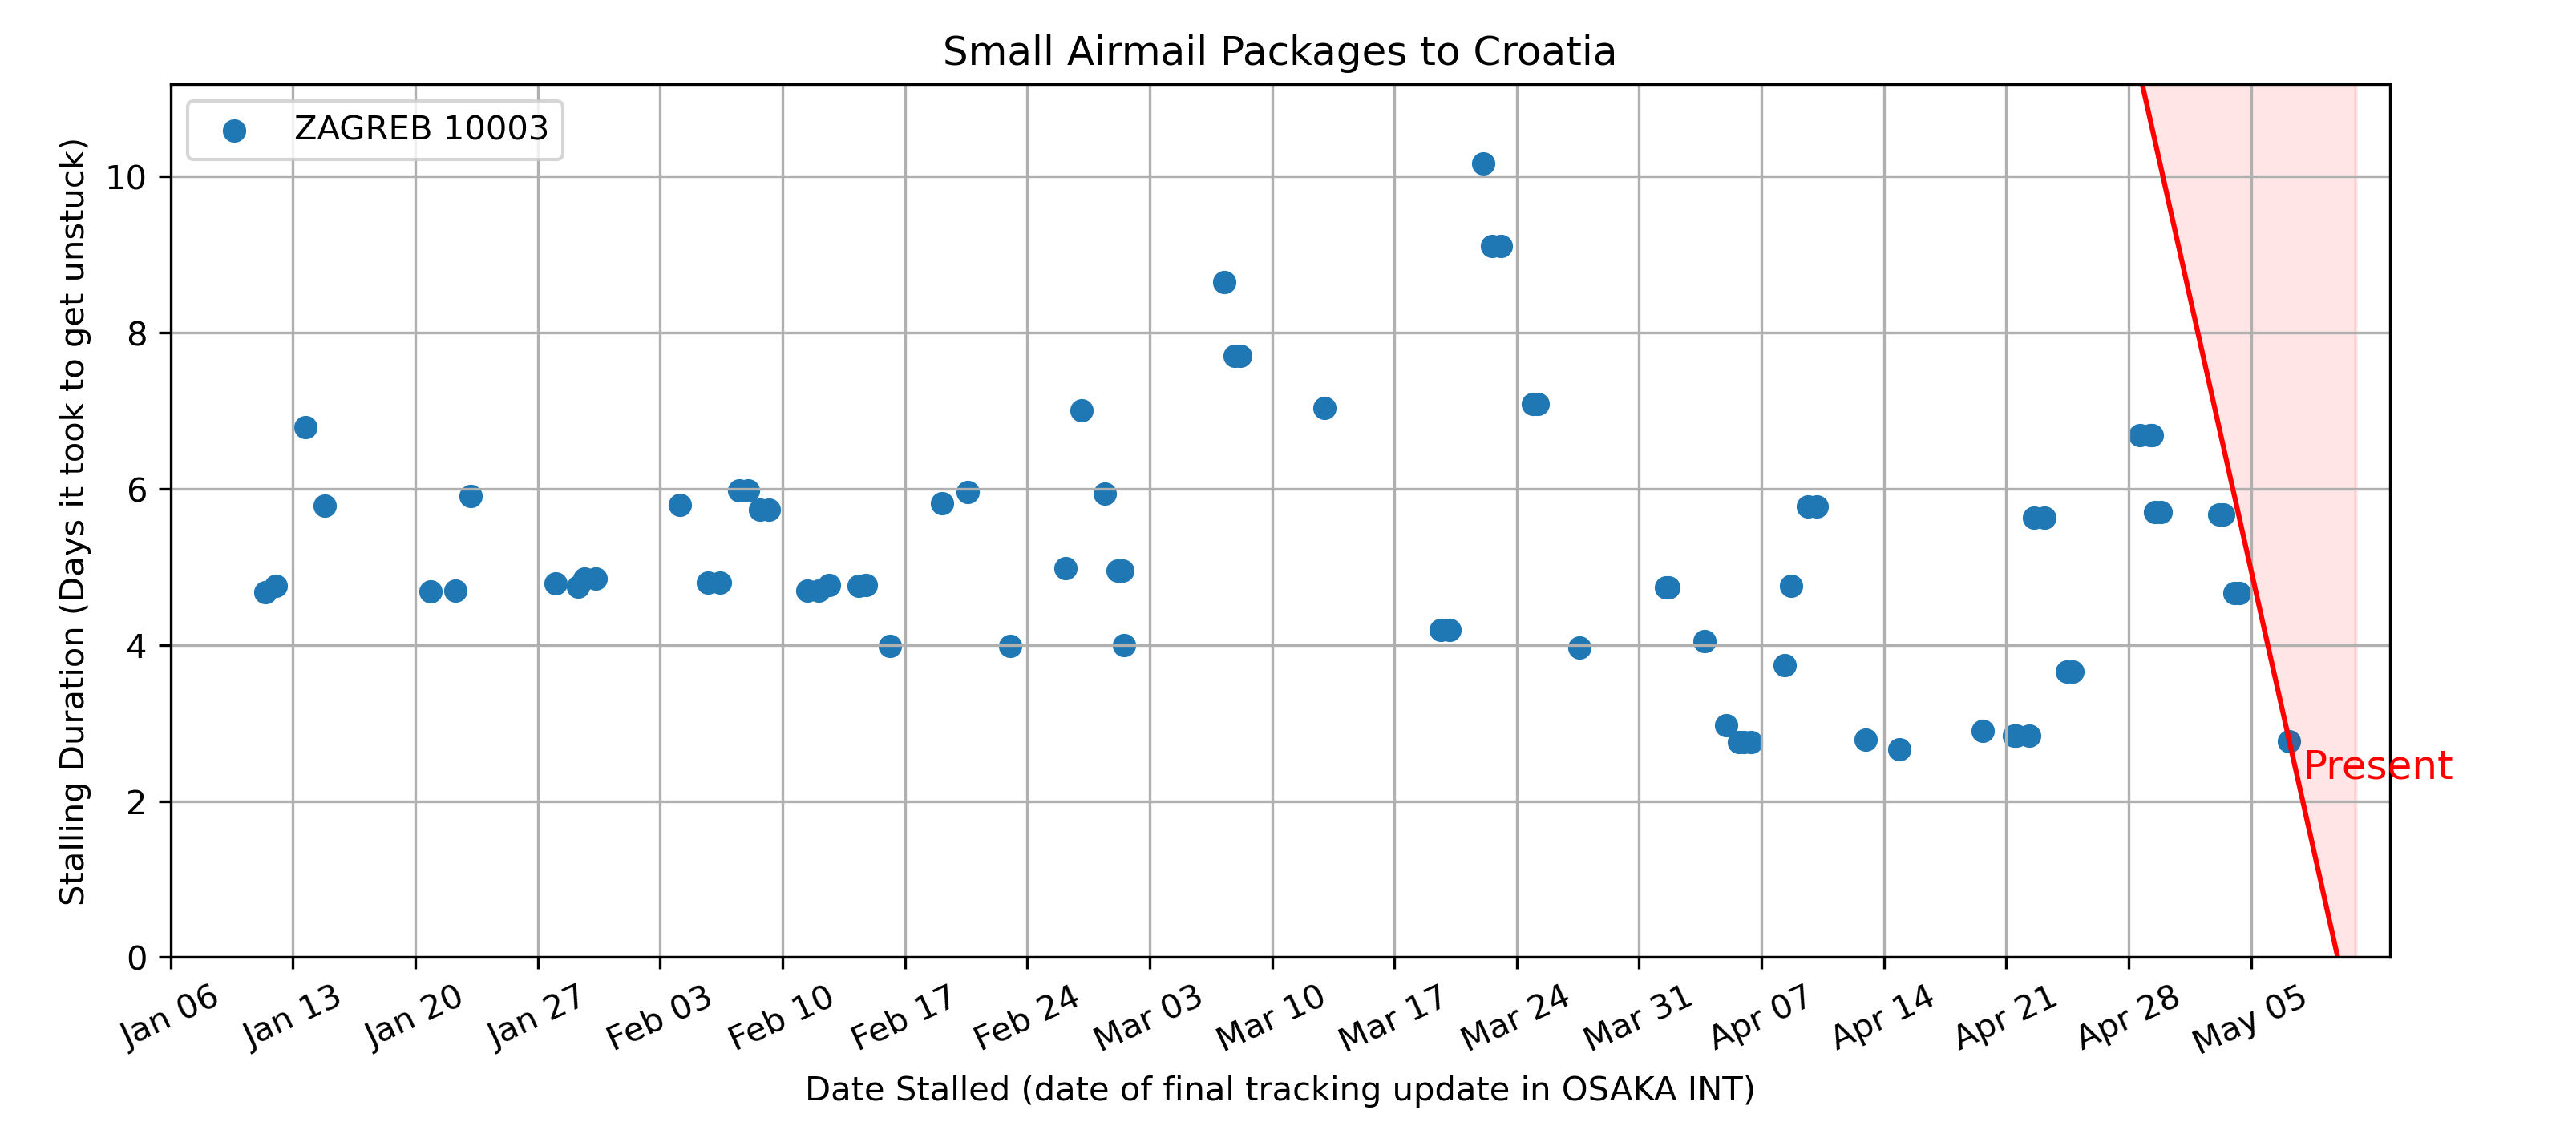 Small Airmail Packages to Croatia
ZAGREB 10003
Stalling Duration (Days it took to get unstuck)
10
8
6
4
2
0
Present
Jan 06
Jan 13
Jan 20
Jan 27
Feb 03
Feb 10
Feb 17
Feb 24
Mar 03
Mar 10
Mar 17
Mar 24
Mar 31
Apr 07
Apr 14
Apr 21
Apr 28
May 05
Date Stalled (date of final tracking update in OSAKA INT)